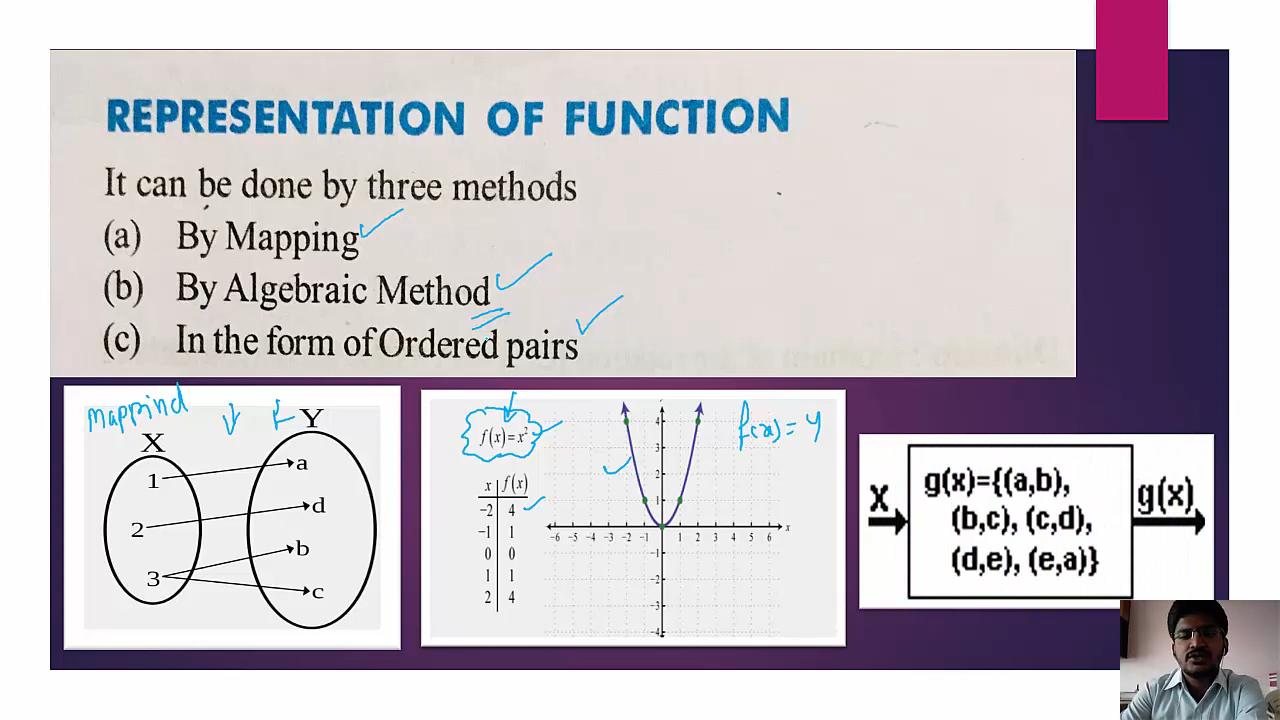 REPRESENTATION OF FUNCTION
It can be done by three methods
(a) By Mapping
(b) By Algebraic Method
(c) In the form of Ordered pairs
mappind
X Y
1 a
2 d
3 b
c
f(x)=x²
x f(x)
-2 4
-1 1
0 0
1 1
2 4
f(x) = y
4
3
2
1
-6 -5 -4 -3 -2 -1 1 2 3 4 5 6 x
-1
-2
-3
-4
X
g(x)={(a,b),
(b,c), (c,d),
(d,e), (e,a)}
g(x)